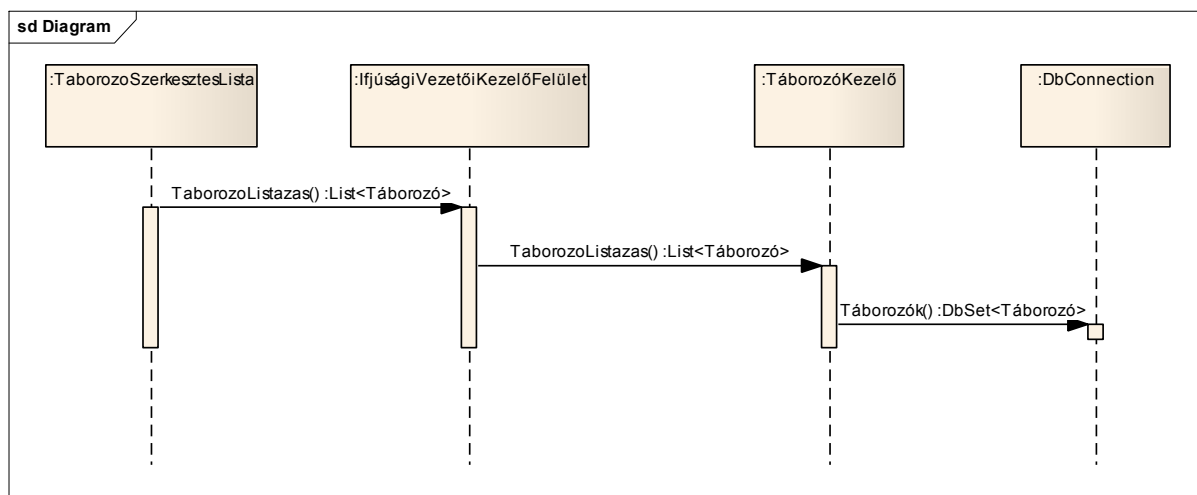 sd Diagram
:TaborozoSzerkesztesLista
:IfjúságiVezetőiKezelőFelület
:TáborozóKezelő
:DbConnection
TaborozoListazas() :List<Táborozó>
TaborozoListazas() :List<Táborozó>
Táborozók() :DbSet<Táborozó>